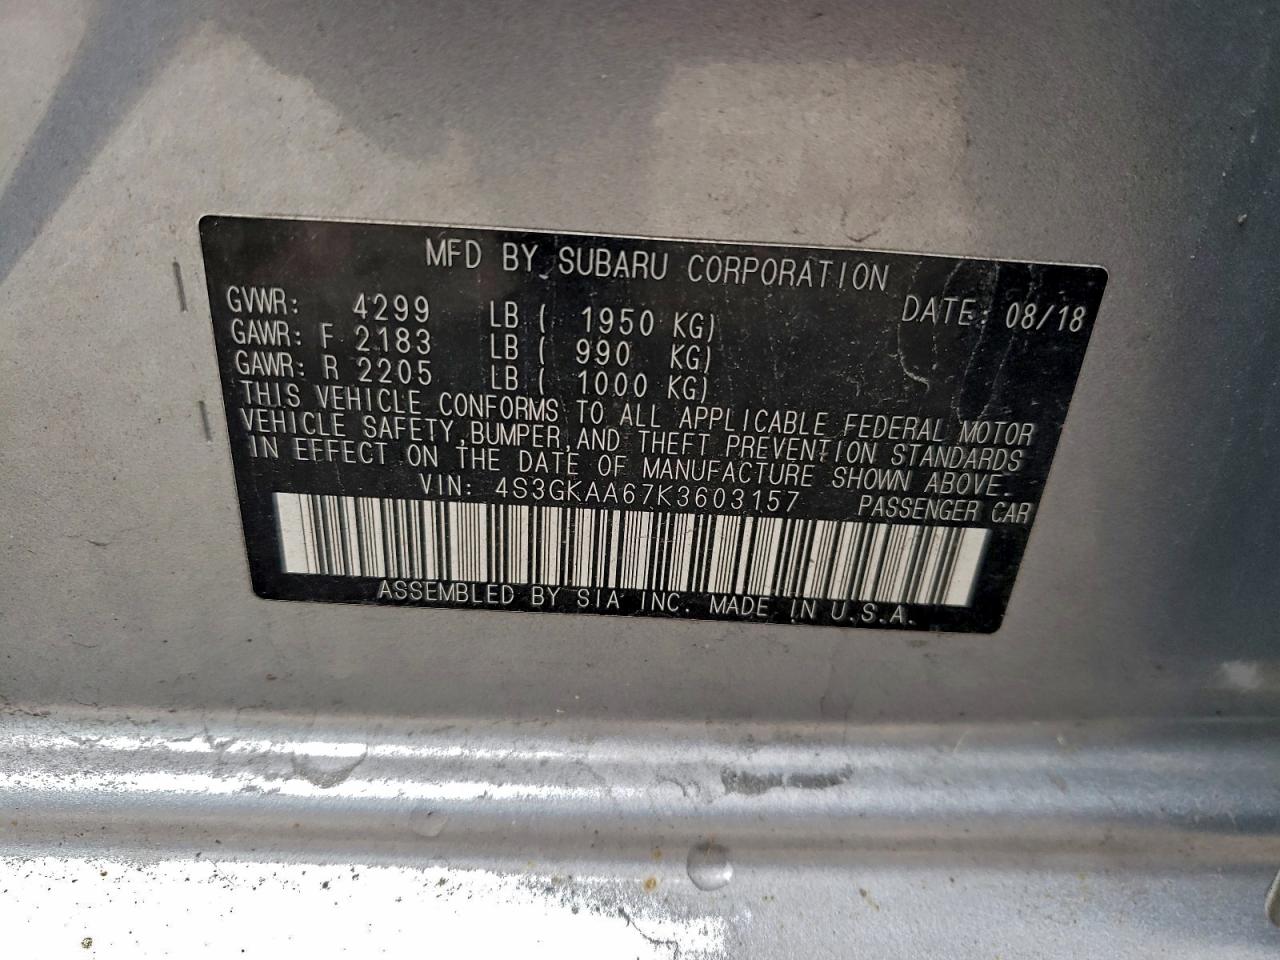 MFD BY SUBARU CORPORATION
DATE: 08/18
GVWR: 4299 LB ( 1950 KG)
GAWR: F 2183 LB ( 990 KG)
GAWR: R 2205 LB ( 1000 KG)
THIS VEHICLE CONFORMS TO ALL APPLICABLE FEDERAL MOTOR
VEHICLE SAFETY,BUMPER,AND THEFT PREVENTION STANDARDS
IN EFFECT ON THE DATE OF MANUFACTURE SHOWN ABOVE.
VIN: 4S3GKAA67K3603157 PASSENGER CAR
ASSEMBLED BY SIA INC. MADE IN U.S.A.